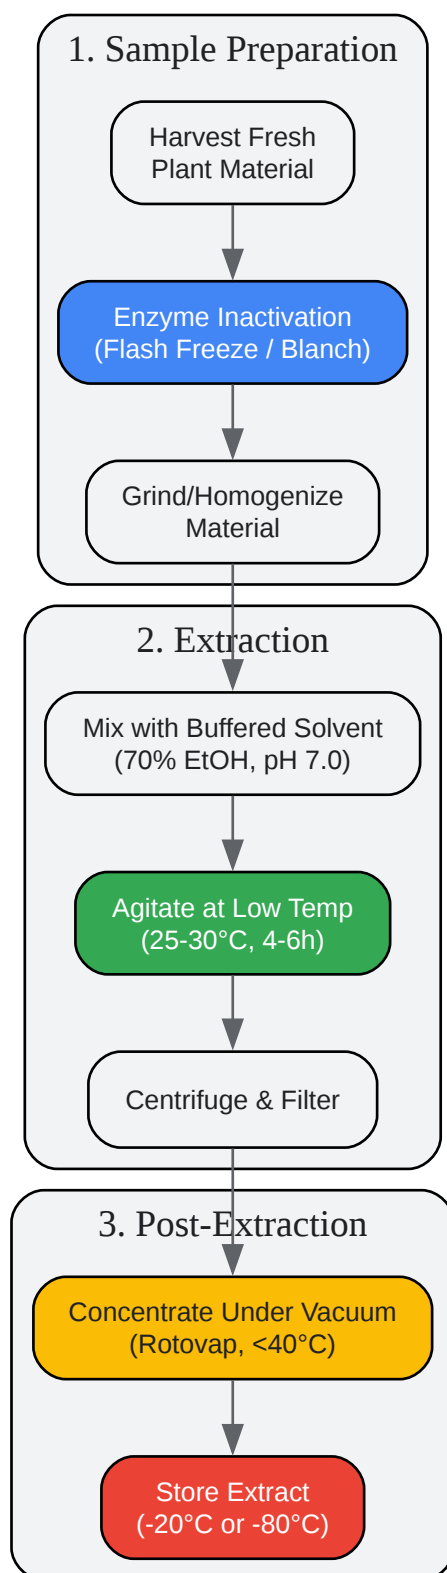 1. Sample Preparation
Harvest Fresh
Plant Material
Enzyme Inactivation
(Flash Freeze / Blanch)
Grind/Homogenize
Material
2. Extraction
Mix with Buffered Solvent
(70% EtOH, pH 7.0)
Agitate at Low Temp
(25-30°C, 4-6h)
Centrifuge & Filter
3. Post-Extraction
Concentrate Under Vacuum
(Rotovap, <40°C)
Store Extract
(-20°C or -80°C)